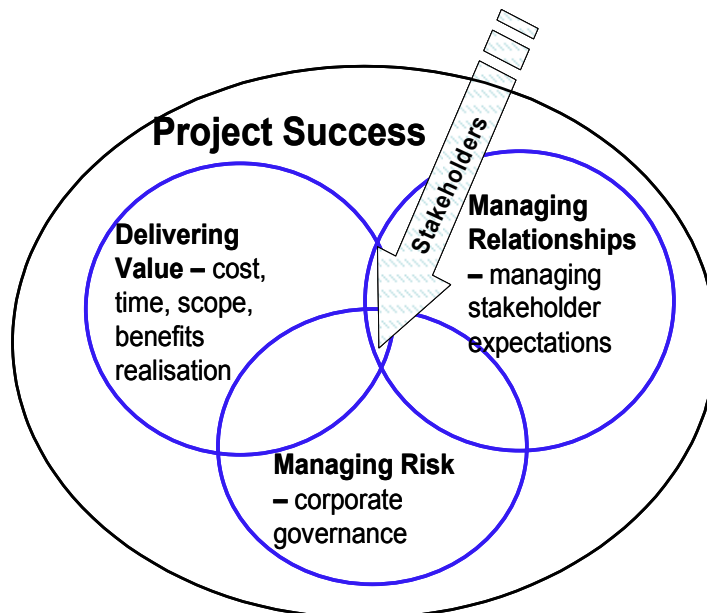 Project Success
Stakeholders
Delivering
Value – cost,
time, scope,
benefits
realisation
Managing
Relationships
– managing
stakeholder
expectations
Managing Risk
– corporate
governance